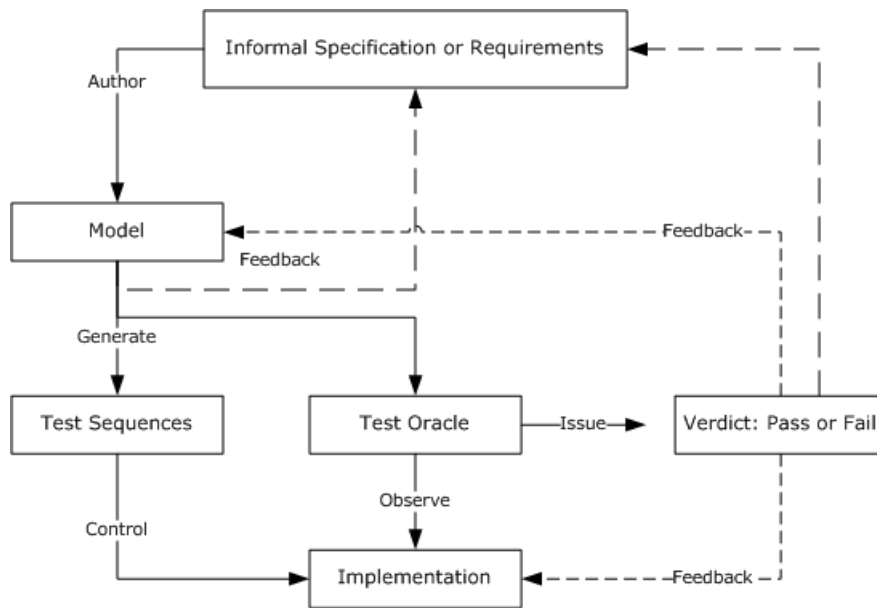 Informal Specification or Requirements
Author
Model
Feedback
Feedback
Generate
Test Sequences
Test Oracle
Issue
Verdict: Pass or Fail
Observe
Control
Implementation
Feedback